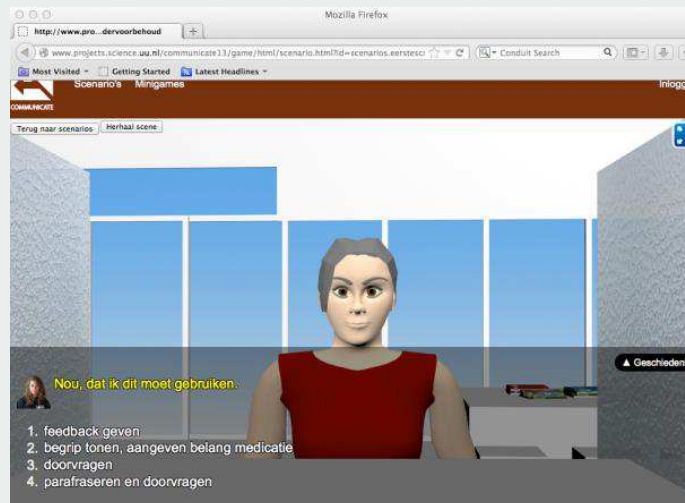 Mozilla Firefox
http://www.pro...dervoorbehoud
www.projects.science.uu.nl/communicate13/game/html/scenario.html?id=scenarios.eerstesc
Conduit Search
Most Visited
Getting Started
Latest Headlines
COMMUNICATE
Scenario's
Minigames
Inlogg
Terug naar scenarios
Herhaal scene
▲ Geschieden
Nou, dat ik dit moet gebruiken.
1. feedback geven
2. begrip tonen, aangeven belang medicatie
3. doorvragen
4. parafraseren en doorvragen